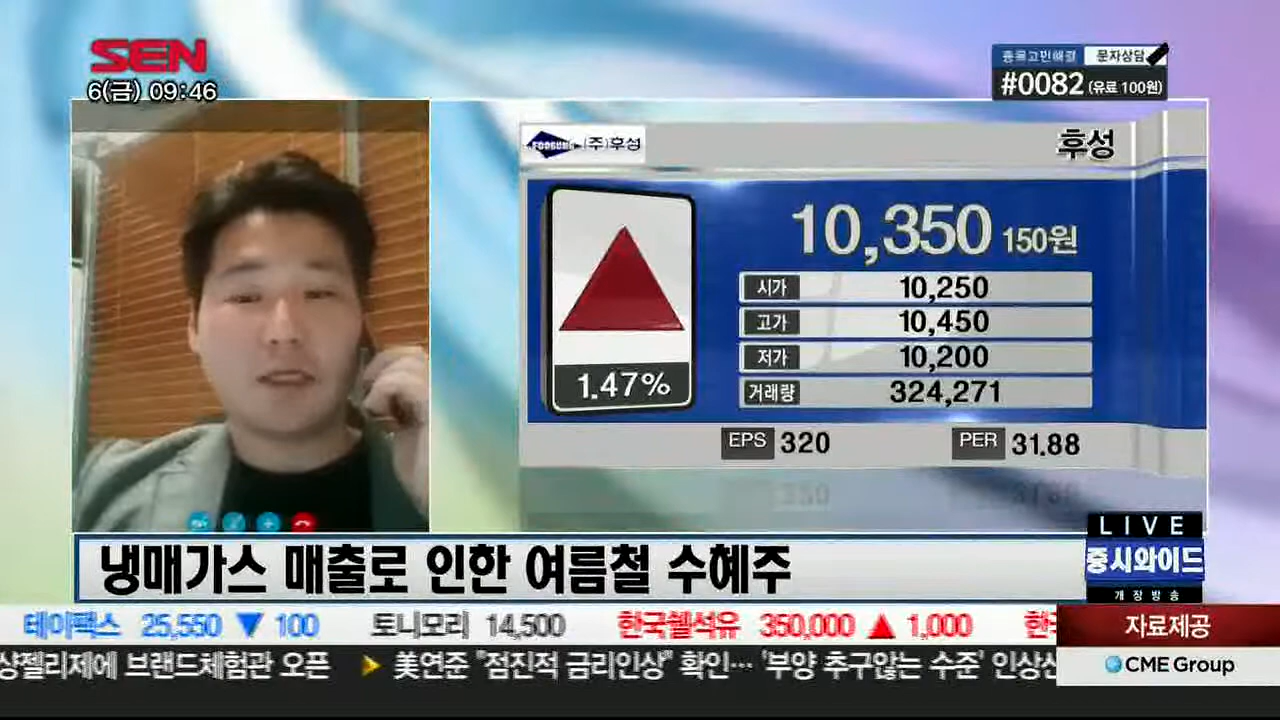 SEN
6(금) 09:46
종목고민해결 문자상담
#0082 (유료 100원)
FOOSUNG (주)후성
후성
10,350 150원
1.47%
시가 10,250
고가 10,450
저가 10,200
거래량 324,271
EPS 320 PER 31.88
LIVE
증시와이드
개장방송
냉매가스 매출로 인한 여름철 수혜주
테이팩스 25,550 ▼ 100 토니모리 14,500 한국쉘석유 350,000 ▲ 1,000
자료제공
샹젤리제에 브랜드체험관 오픈 ▶ 美연준 "점진적 금리인상" 확인… '부양 추구않는 수준' 인상
CME Group